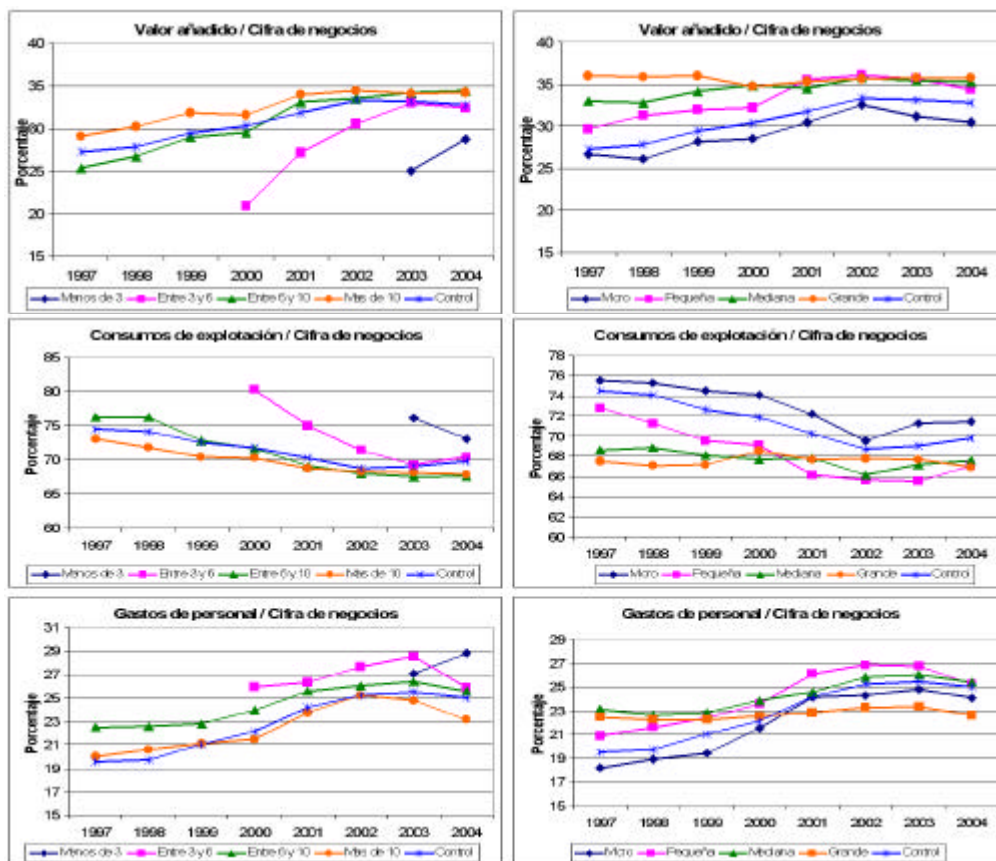 Valor añadido / Cifra de negocios
Porcentaje
40
35
30
25
20
15
1997 1998 1999 2000 2001 2002 2003 2004
Menos de 3 Entre 3 y 6 Entre 6 y 10 Mas de 10 Control
Valor añadido / Cifra de negocios
Porcentaje
40
35
30
25
20
15
1997 1998 1999 2000 2001 2002 2003 2004
Micro Pequeña Mediana Grande Control
Consumos de explotación / Cifra de negocios
Porcentaje
85
80
75
70
65
60
1997 1998 1999 2000 2001 2002 2003 2004
Menos de 3 Entre 3 y 6 Entre 6 y 10 Mas de 10 Control
Consumos de explotación / Cifra de negocios
Porcentaje
78
76
74
72
70
68
66
64
62
60
1997 1998 1999 2000 2001 2002 2003 2004
Micro Pequeña Mediana Grande Control
Gastos de personal / Cifra de negocios
Porcentaje
31
29
27
25
23
21
19
17
15
1997 1998 1999 2000 2001 2002 2003 2004
Menos de 3 Entre 3 y 6 Entre 6 y 10 Mas de 10 Control
Gastos de personal / Cifra de negocios
Porcentaje
29
27
25
23
21
19
17
15
1997 1998 1999 2000 2001 2002 2003 2004
Micro Pequeña Mediana Grande Control